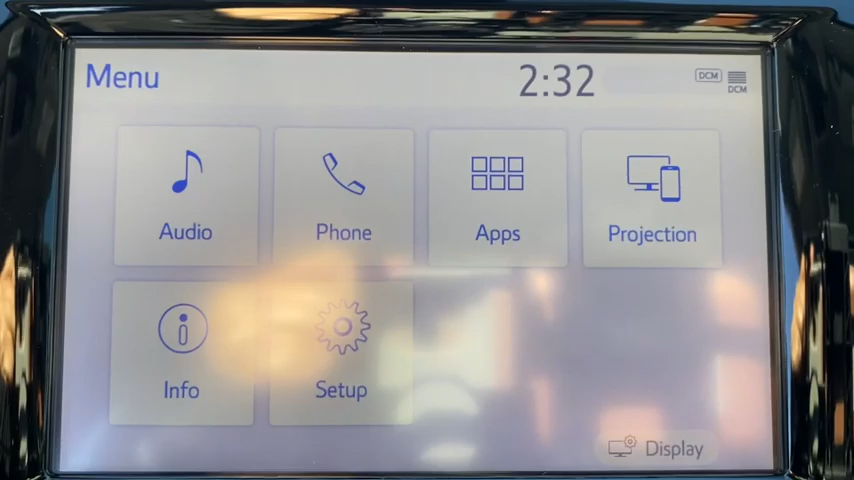 Menu 2:32 DCM DCM
Audio Phone Apps Projection
Info Setup
Display